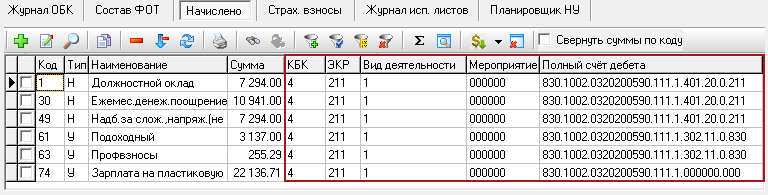 Журнал ОБК Состав ФОТ Начислено Страх. взносы Журнал исп. листов Планировщик НУ
Свернуть суммы по коду
Код Тип Наименование Сумма КБК ЭКР Вид деятельности Мероприятие Полный счёт дебета
1 Н Должностной оклад 7 294.00 4 211 1 000000 830.1002.0320200590.111.1.401.20.0.211
30 Н Ежемес.денеж.поощрение 10 941.00 4 211 1 000000 830.1002.0320200590.111.1.401.20.0.211
49 Н Надб.за слож.,напряж.(не 7 294.00 4 211 1 000000 830.1002.0320200590.111.1.401.20.0.211
61 У Подоходный 3 137.00 4 211 1 000000 830.1002.0320200590.111.1.302.11.0.830
63 У Профвзносы 255.29 4 211 1 000000 830.1002.0320200590.111.1.302.11.0.830
74 У Зарплата на пластиковую 22 136.71 4 211 1 000000 830.1002.0320200590.111.1.000000.000